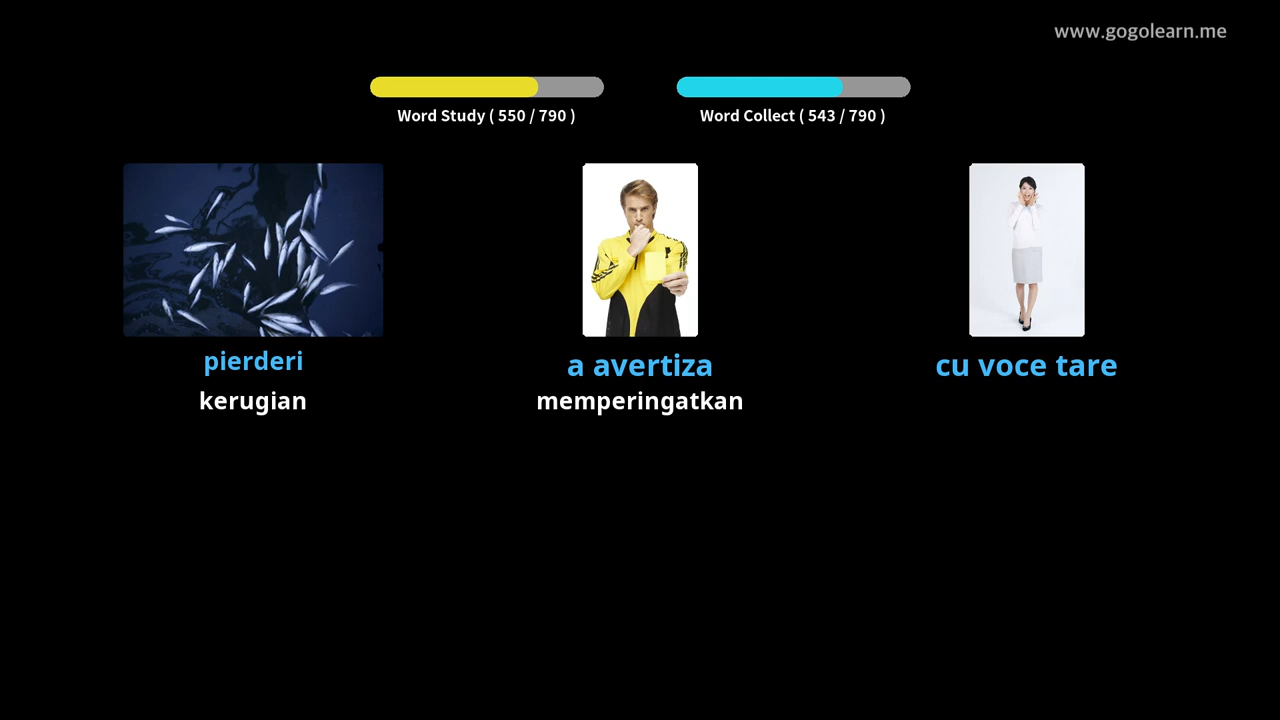 www.gogolearn.me
Word Study ( 550 / 790 )
Word Collect ( 543 / 790 )
pierderi
kerugian
a avertiza
memperingatkan
cu voce tare